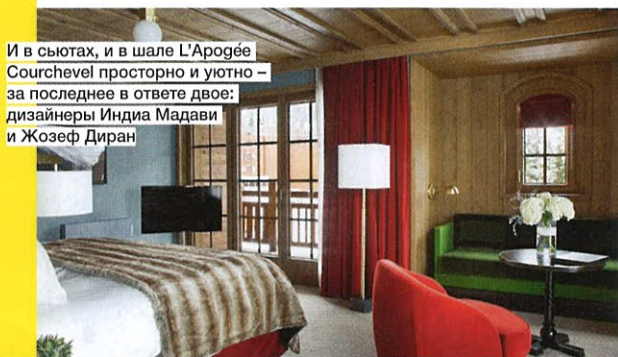 И в сьютах, и в шале L'Apogée
Courchevel просторно и уютно –
за последнее в ответе двое:
дизайнеры Индиа Мадави
и Жозеф Диран